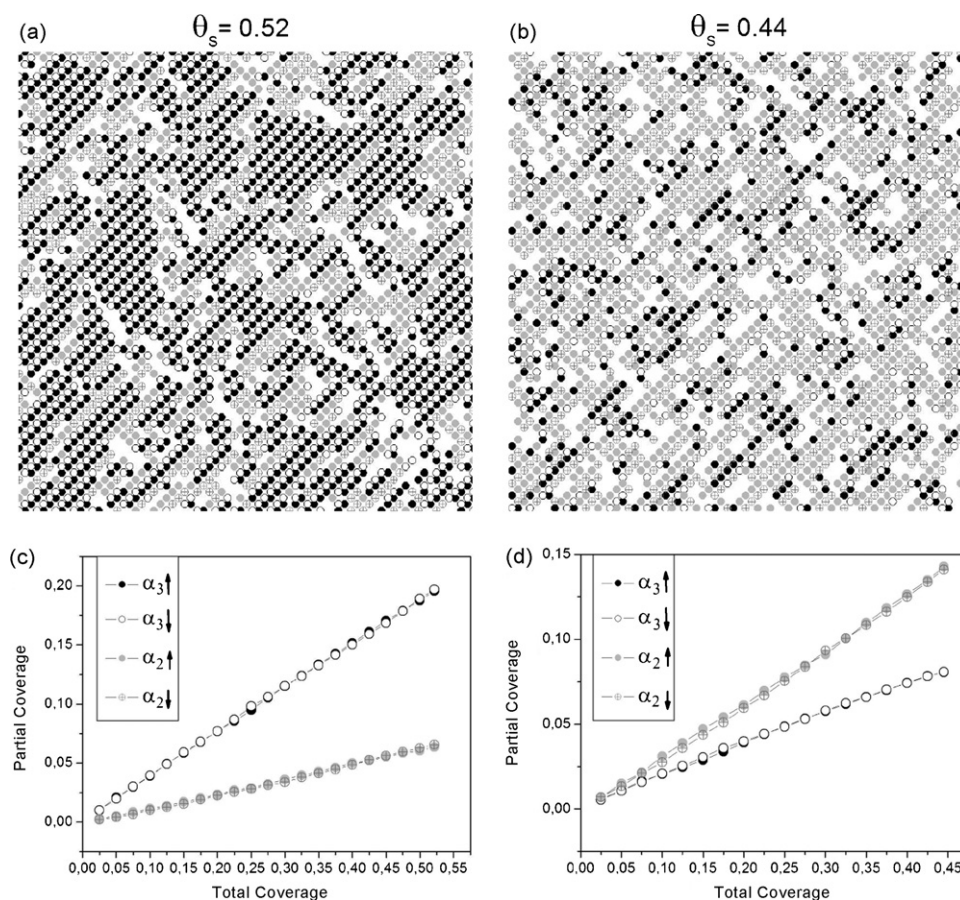 (a) θS = 0.52
(b) θS = 0.44
(c)
α3↑
α3↓
α2↑
α2↓
Partial Coverage
0,20
0,15
0,10
0,05
0,00
0,00 0,05 0,10 0,15 0,20 0,25 0,30 0,35 0,40 0,45 0,50 0,55
Total Coverage
(d)
α3↑
α3↓
α2↑
α2↓
Partial Coverage
0,15
0,10
0,05
0,00
0,00 0,05 0,10 0,15 0,20 0,25 0,30 0,35 0,40 0,45
Total Coverage